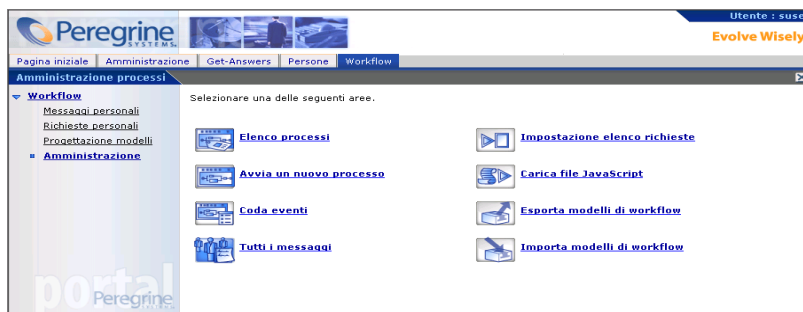 Utente : suse
Peregrine
SYSTEMS
Evolve Wisely
Pagina iniziale Amministrazione Get-Answers Persone Workflow
Amministrazione processi
Workflow
Messaggi personali
Richieste personali
Progettazione modelli
Amministrazione
Selezionare una delle seguenti aree.
Elenco processi
Impostazione elenco richieste
Avvia un nuovo processo
Carica file JavaScript
Coda eventi
Esporta modelli di workflow
Tutti i messaggi
Importa modelli di workflow
portal
Peregrine